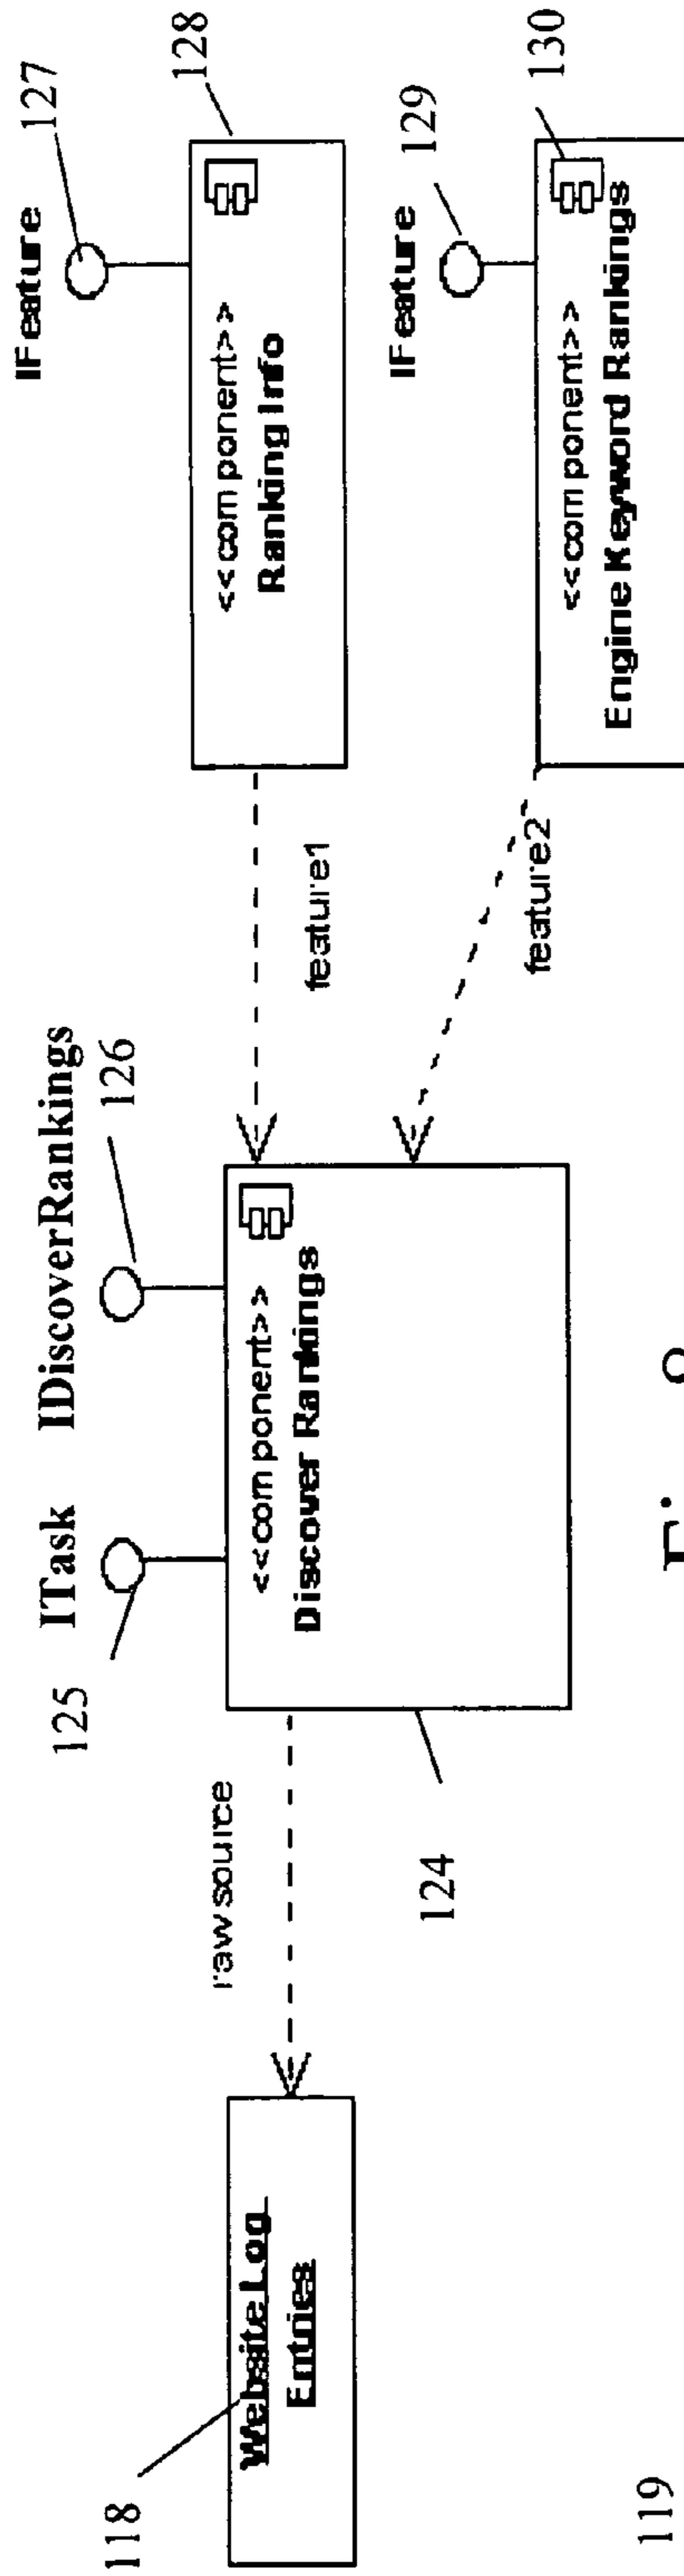 118
Website Log
Entries
raw source
125
ITask
IDiscoverRankings
126
<<component>>
Discover Rankings
124
feature1
feature2
IFeature
127
128
<<component>>
Ranking Info
IFeature
129
130
<<component>>
Engine Keyword Rankings
119